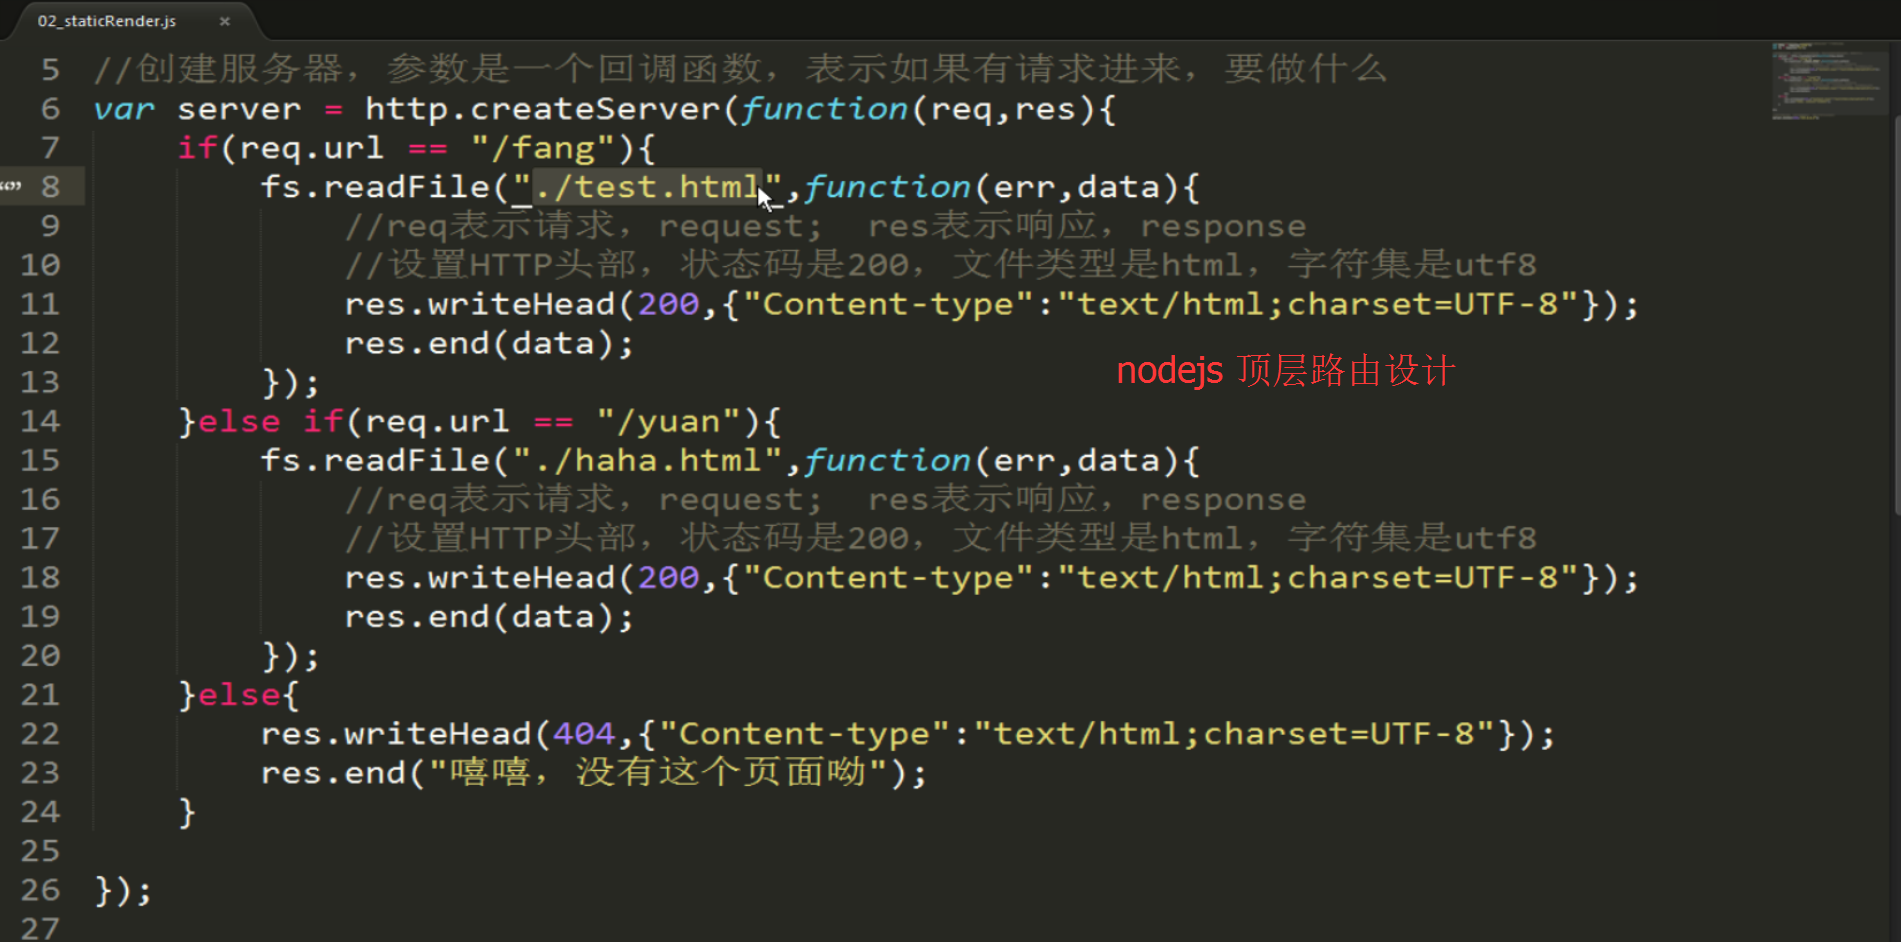 02_staticRender.js ×
5 //创建服务器，参数是一个回调函数，表示如果有请求进来，要做什么
6 var server = http.createServer(function(req,res){
7 if(req.url == "/fang"){
8 fs.readFile("./test.html",function(err,data){
9 //req表示请求，request; res表示响应，response
10 //设置HTTP头部，状态码是200，文件类型是html，字符集是utf8
11 res.writeHead(200,{"Content-type":"text/html;charset=UTF-8"});
12 res.end(data);
nodejs 顶层路由设计
13 });
14 }else if(req.url == "/yuan"){
15 fs.readFile("./haha.html",function(err,data){
16 //req表示请求，request; res表示响应，response
17 //设置HTTP头部，状态码是200，文件类型是html，字符集是utf8
18 res.writeHead(200,{"Content-type":"text/html;charset=UTF-8"});
19 res.end(data);
20 });
21 }else{
22 res.writeHead(404,{"Content-type":"text/html;charset=UTF-8"});
23 res.end("嘻嘻，没有这个页面呦");
24 }
25
26 });
27